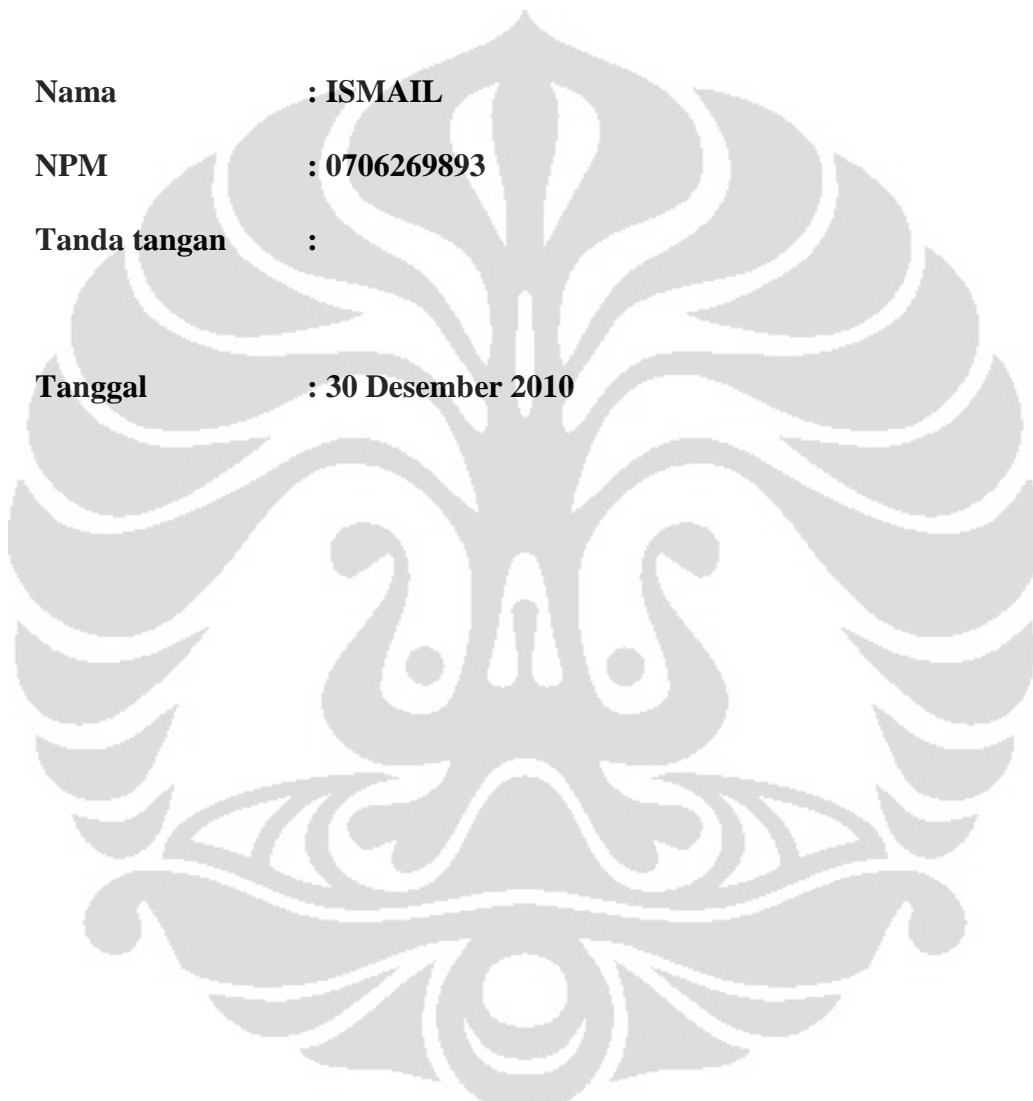 Nama : ISMAIL
NPM : 0706269893
Tanda tangan :
Tanggal : 30 Desember 2010